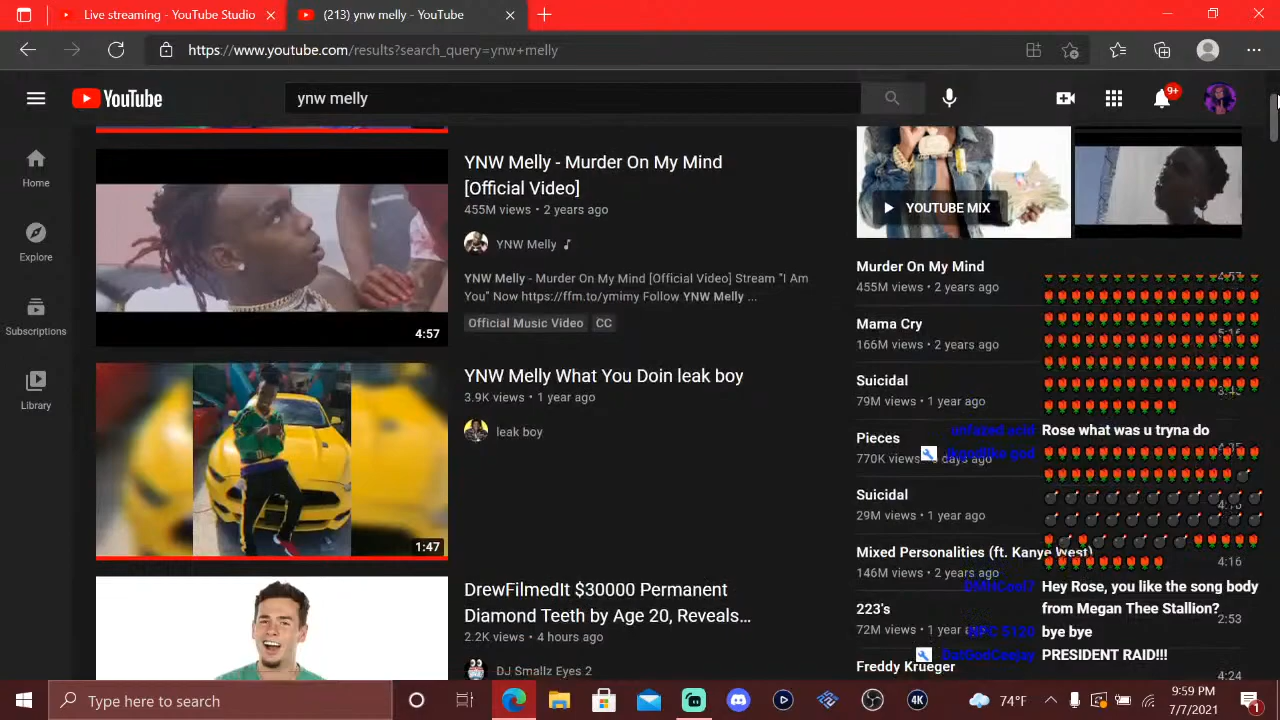 Live streaming - YouTube Studio
(213) ynw melly - YouTube
https://www.youtube.com/results?search_query=ynw+melly
YouTube
ynw melly
9+
Home
Explore
Subscriptions
Library
YNW Melly - Murder On My Mind
[Official Video]
455M views • 2 years ago
YNW Melly
YNW Melly - Murder On My Mind [Official Video] Stream "I Am
You" Now https://ffm.to/ymimy Follow YNW Melly ...
Official Music Video CC
4:57
YNW Melly What You Doin leak boy
3.9K views • 1 year ago
leak boy
1:47
DrewFilmedIt $30000 Permanent
Diamond Teeth by Age 20, Reveals...
2.2K views • 4 hours ago
DJ Smallz Eyes 2
YOUTUBE MIX
Murder On My Mind
455M views • 2 years ago
Mama Cry
166M views • 2 years ago
Suicidal
79M views • 1 year ago
Pieces
770K views
days ago
Suicidal
29M views • 1 year ago
Mixed Personalities (ft. Kanye West)
146M views • 2 years ago
4:16
223's
72M views • 1 year ago
2:53
Freddy Krueger
4:24
Rose what was u tryna do
DMHCool7 Hey Rose, you like the song body
from Megan Thee Stallion?
5120 bye bye
DatGodCeejay PRESIDENT RAID!!!
Type here to search
4K
74°F
9:59 PM
7/7/2021
1